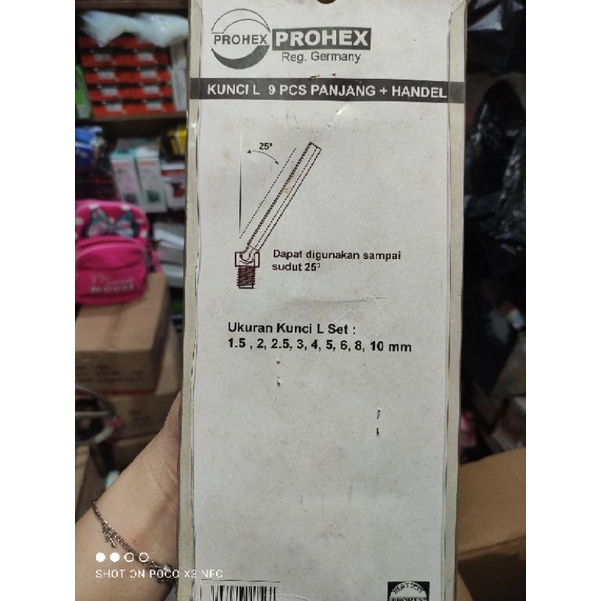 PROHEX PROHEX
Reg. Germany
KUNCI L 9 PCS PANJANG + HANDEL
25°
Dapat digunakan sampai
sudut 25°
Ukuran Kunci L Set :
1.5 , 2, 2.5, 3, 4, 5, 6, 8, 10 mm
SHOT ON POCO X3 NFC
PROHEX